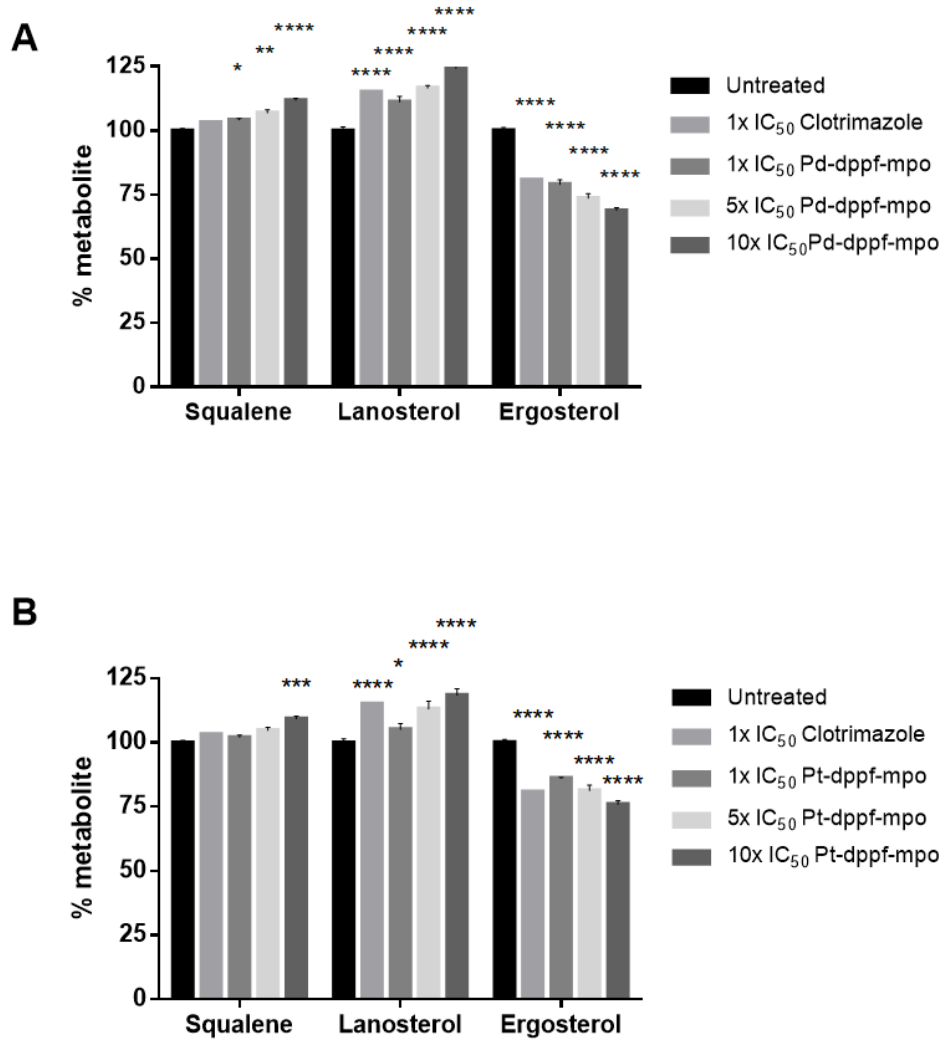 A
****
****
****
****
**
*
****
125
100
75
50
25
0
% metabolite
****
****
****
****
Squalene
Lanosterol
Ergosterol
Untreated
1x IC50 Clotrimazole
1x IC50 Pd-dppf-mpo
5x IC50 Pd-dppf-mpo
10x IC50Pd-dppf-mpo
B
****
****
*
***
****
125
100
75
50
25
0
% metabolite
****
****
****
****
Squalene
Lanosterol
Ergosterol
Untreated
1x IC50 Clotrimazole
1x IC50 Pt-dppf-mpo
5x IC50 Pt-dppf-mpo
10x IC50 Pt-dppf-mpo